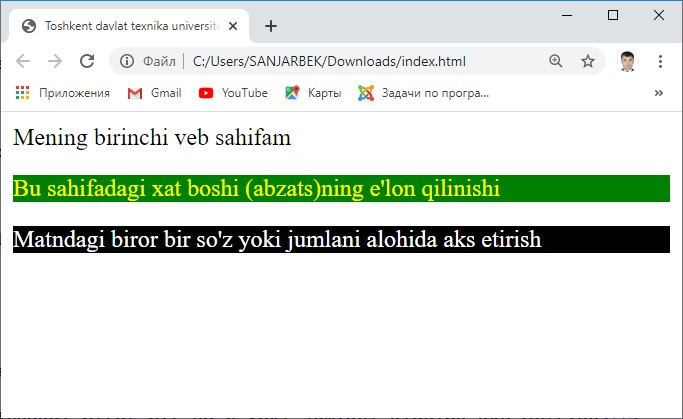 Toshkent davlat texnika universite
Файл
C:/Users/SANJARBEK/Downloads/index.html
Приложения
Gmail
YouTube
Карты
Задачи по програ...
»
Mening birinchi veb sahifam
Bu sahifadagi xat boshi (abzats)ning e'lon qilinishi
Matndagi biror bir so'z yoki jumlani alohida aks etirish